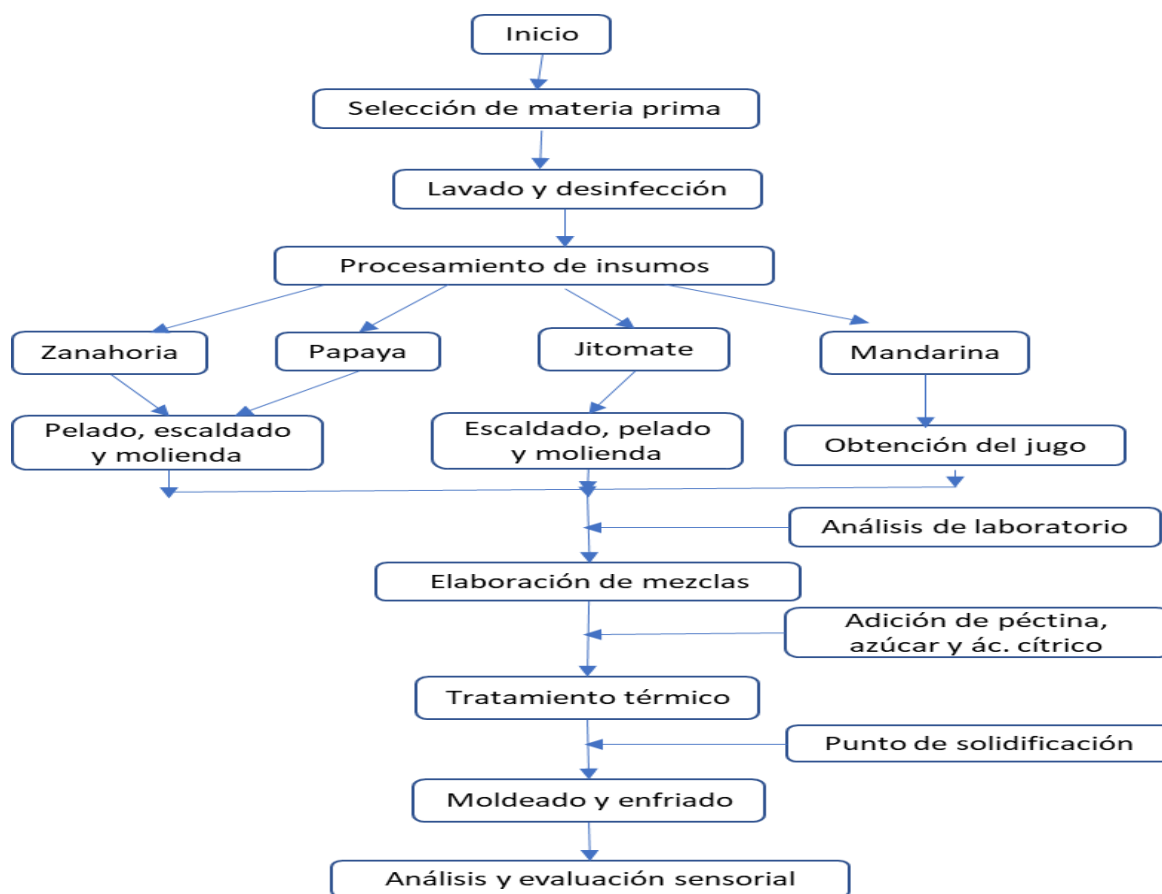 Inicio
Selección de materia prima
Lavado y desinfección
Procesamiento de insumos
Zanahoria
Papaya
Jitomate
Mandarina
Pelado, escaldado
y molienda
Escaldado, pelado
y molienda
Obtención del jugo
Análisis de laboratorio
Elaboración de mezclas
Adición de péctina,
azúcar y ác. cítrico
Tratamiento térmico
Punto de solidificación
Moldeado y enfriado
Análisis y evaluación sensorial